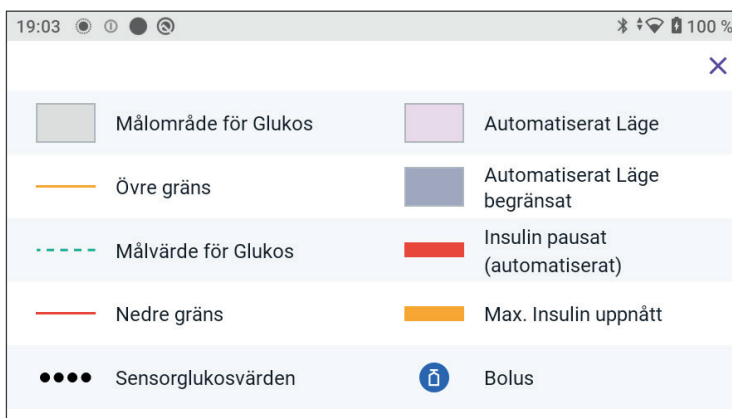 19:03 100 %
Målområde för Glukos Automatiserat Läge
Övre gräns Automatiserat Läge
begränsat
Målvärde för Glukos Insulin pausat
(automatiserat)
Nedre gräns Max. Insulin uppnått
Sensorglukosvärden Bolus